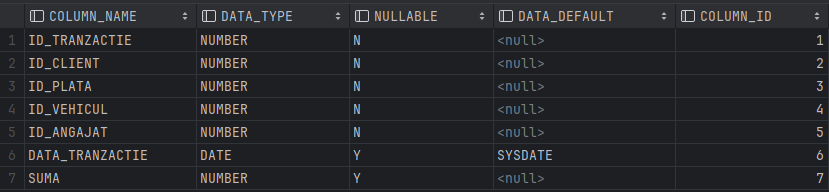 COLUMN_NAME DATA_TYPE NULLABLE DATA_DEFAULT COLUMN_ID
1 ID_TRANZACTIE NUMBER N <null> 1
2 ID_CLIENT NUMBER N <null> 2
3 ID_PLATA NUMBER N <null> 3
4 ID_VEHICUL NUMBER N <null> 4
5 ID_ANGAJAT NUMBER N <null> 5
6 DATA_TRANZACTIE DATE Y SYSDATE 6
7 SUMA NUMBER Y <null> 7